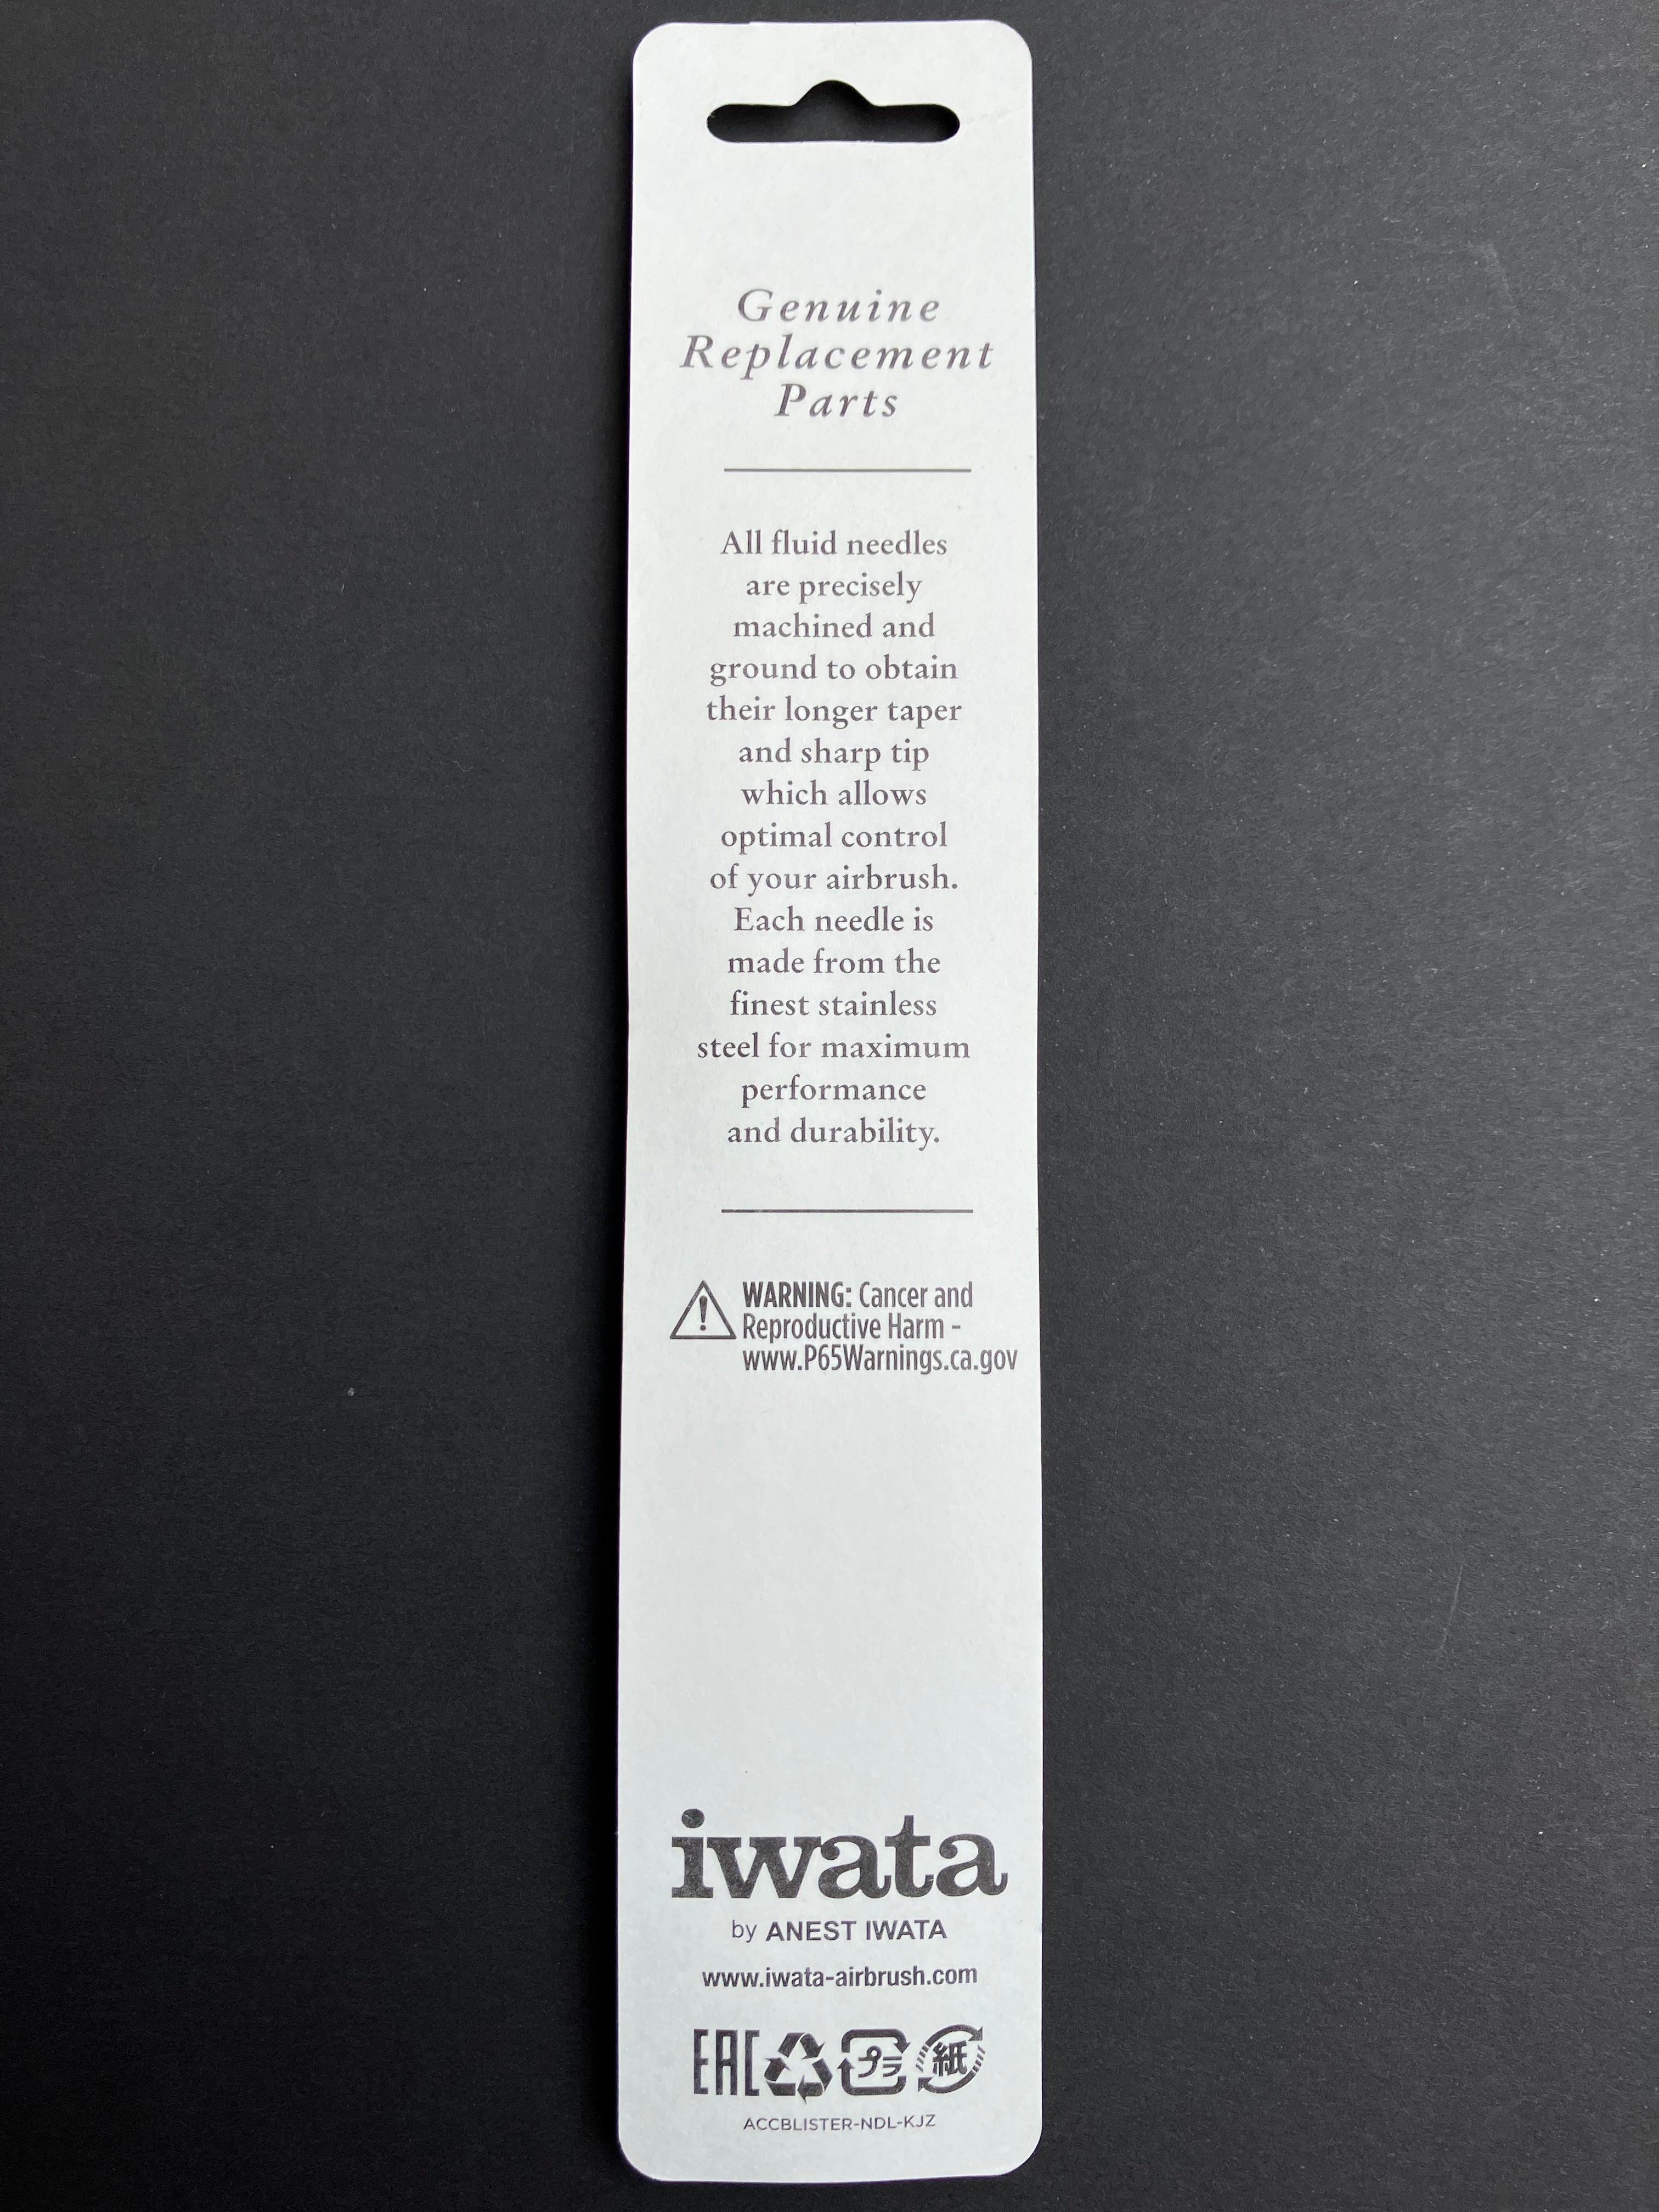 Genuine
Replacement
Parts
All fluid needles
are precisely
machined and
ground to obtain
their longer taper
and sharp tip
which allows
optimal control
of your airbrush.
Each needle is
made from the
finest stainless
steel for maximum
performance
and durability.
WARNING: Cancer and
Reproductive Harm -
www.P65Warnings.ca.gov
iwata
by ANEST IWATA
www.iwata-airbrush.com
EAC プラ 紙
ACCBLISTER-NDL-KJZ